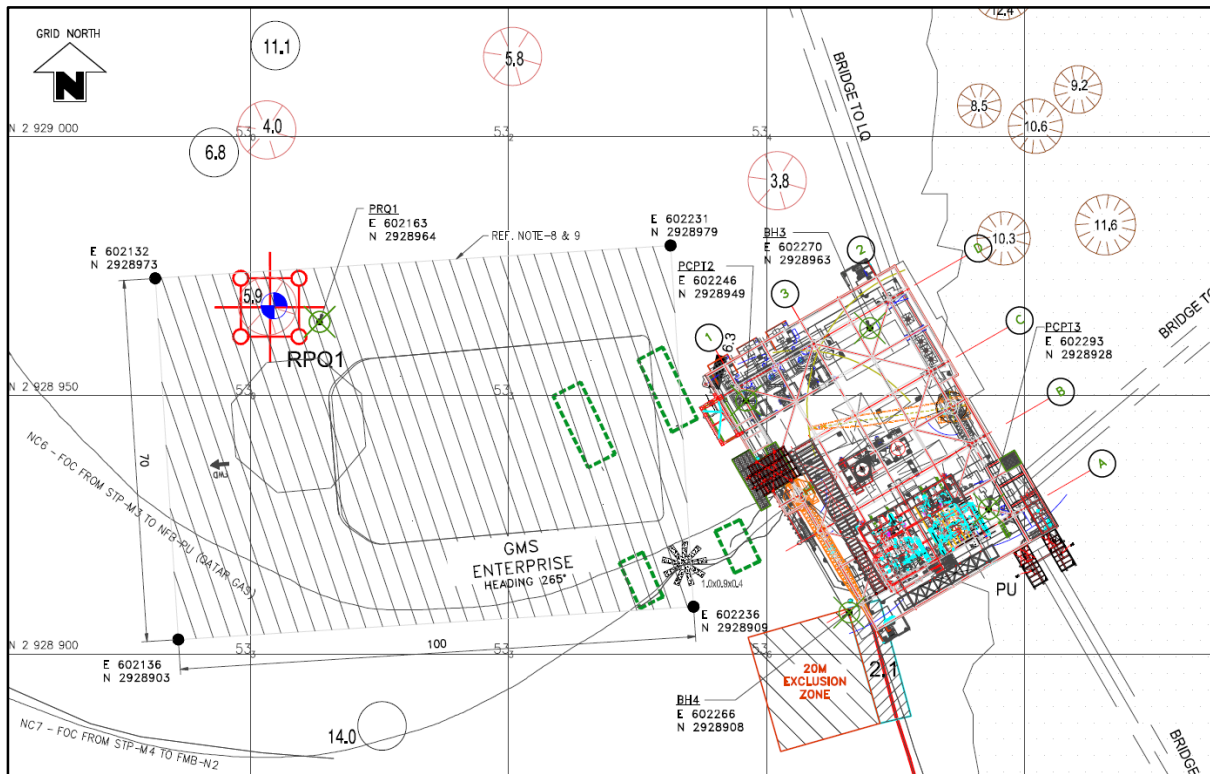 GRID NORTH
N
11.1
5.8
12.4
BRIDGE TO LQ
8.5
9.2
10.6
N 2 929 000
4.0
6.8
3.8
PRQ1
E 602163
N 2928964
REF. NOTE-8 & 9
E 602231
N 2928979
BH3
E 602270
N 2928963
2
D
10.3
11.6
E 602132
N 2928973
PCPT2
E 602246
N 2928949
3
5.9
C
PCPT3
E 602293
N 2928928
BRIDGE TO
RPQ1
1
6.3
N 2 928 950
B
NC6 - FOC FROM STP-M3 TO NFB-PU (QATAR GAS)
70
FWD
A
GMS
ENTERPRISE
HEADING 265°
1.0x0.9x0.4
PU
E 602236
N 2928909
N 2 928 900
100
E 602136
N 2928903
20M
EXCLUSION
ZONE
2.1
BH4
E 602266
N 2928908
NC7 - FOC FROM STP-M4 TO FMB-N2
14.0
BRIDGE